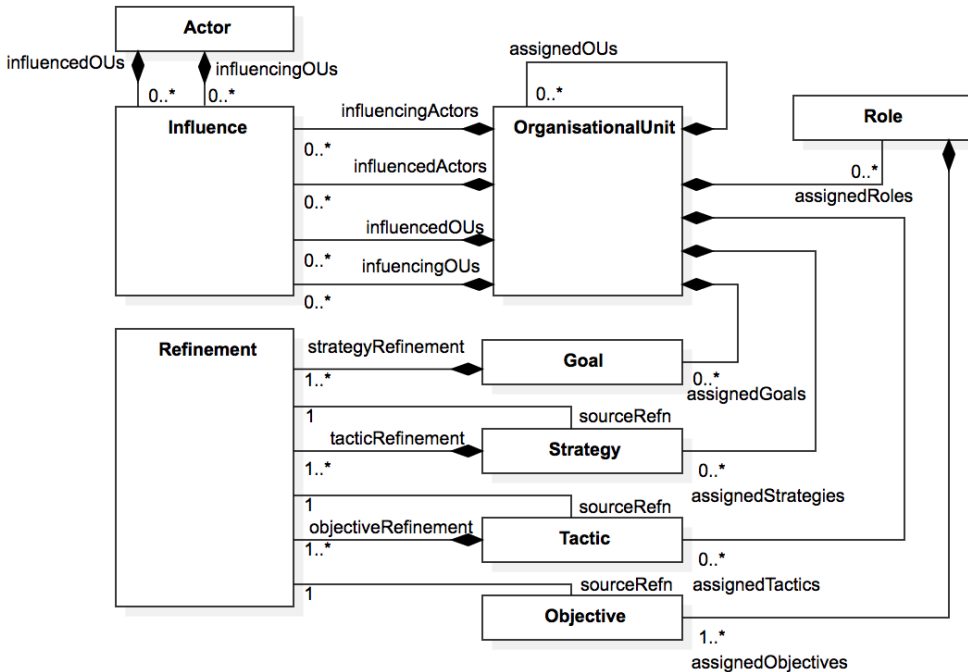 Actor
influencedOUs
influencingOUs
0..*
0..*
Influence
influencingActors
0..*
influencedActors
0..*
influencedOUs
0..*
infuencingOUs
0..*
assignedOUs
0..*
OrganisationalUnit
Role
0..*
assignedRoles
Refinement
strategyRefinement
1..*
Goal
0..*
assignedGoals
1
sourceRefn
tacticRefinement
1..*
Strategy
0..*
assignedStrategies
1
sourceRefn
objectiveRefinement
1..*
Tactic
0..*
assignedTactics
1
sourceRefn
Objective
1..*
assignedObjectives